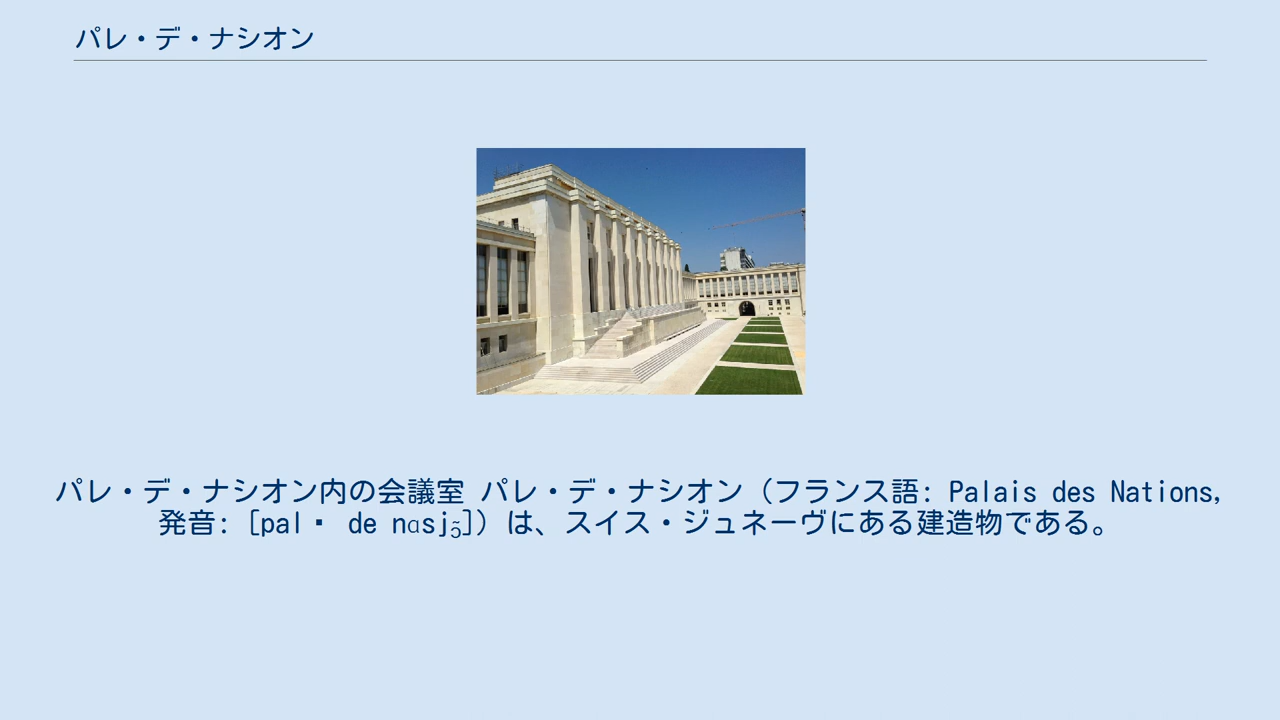 パレ・デ・ナシオン
パレ・デ・ナシオン内の会議室 パレ・デ・ナシオン（フランス語: Palais des Nations,
発音: [pal▪ de nɑsjɔ̃]）は、スイス・ジュネーヴにある建造物である。